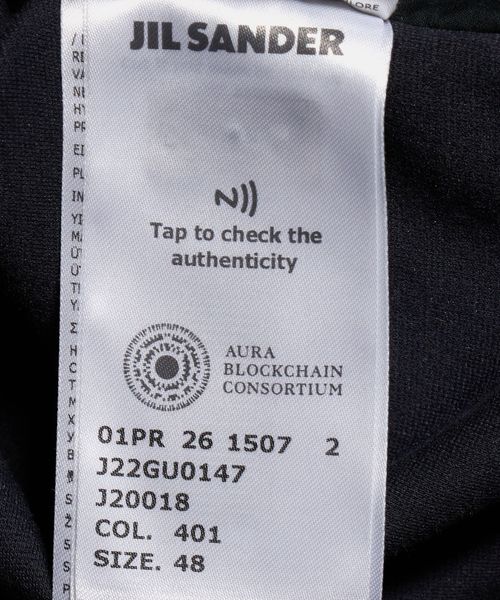 LORE
JIL SANDER
Tap to check the
authenticity
AURA
BLOCKCHAIN
CONSORTIUM
01PR 26 1507 2
J22GU0147
J20018
COL. 401
SIZE. 48